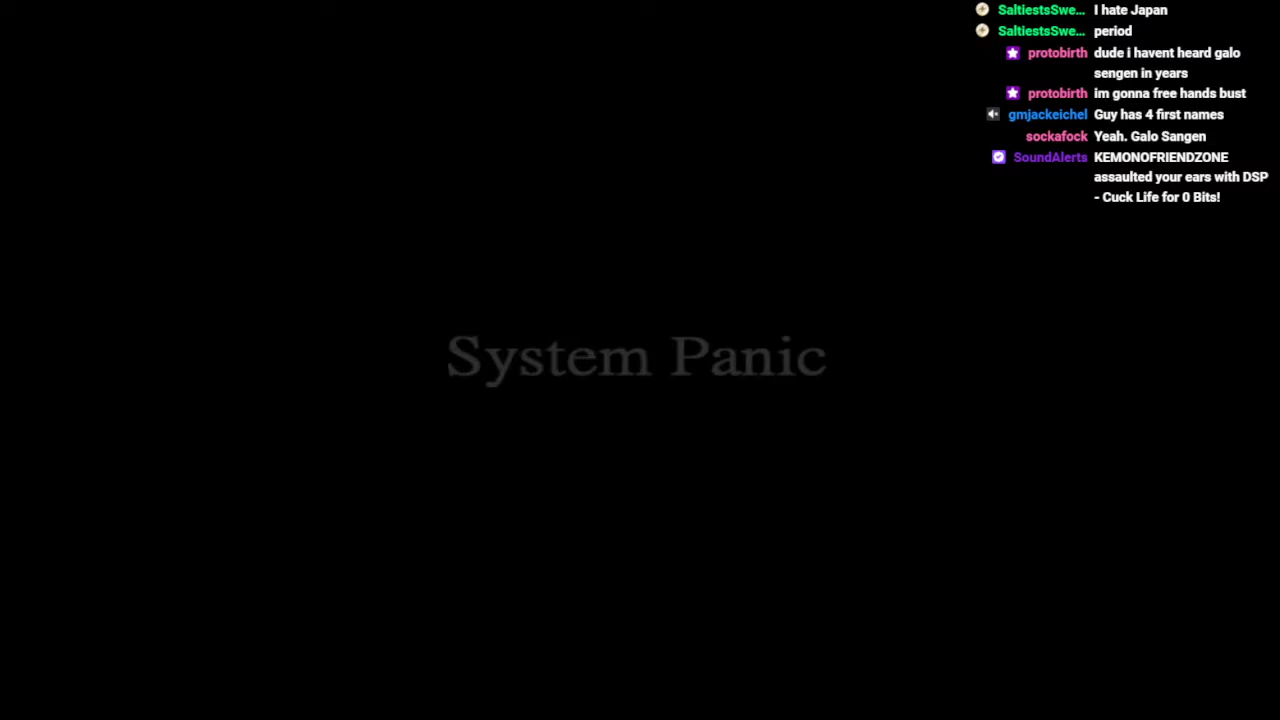 SaltiestsSwe... I hate Japan
SaltiestsSwe... period
protobirth dude i havent heard galo
sengen in years
protobirth im gonna free hands bust
gmjackeichel Guy has 4 first names
sockafock Yeah. Galo Sangen
SoundAlerts KEMONOFRIENDZONE
assaulted your ears with DSP
- Cuck Life for 0 Bits!
System Panic